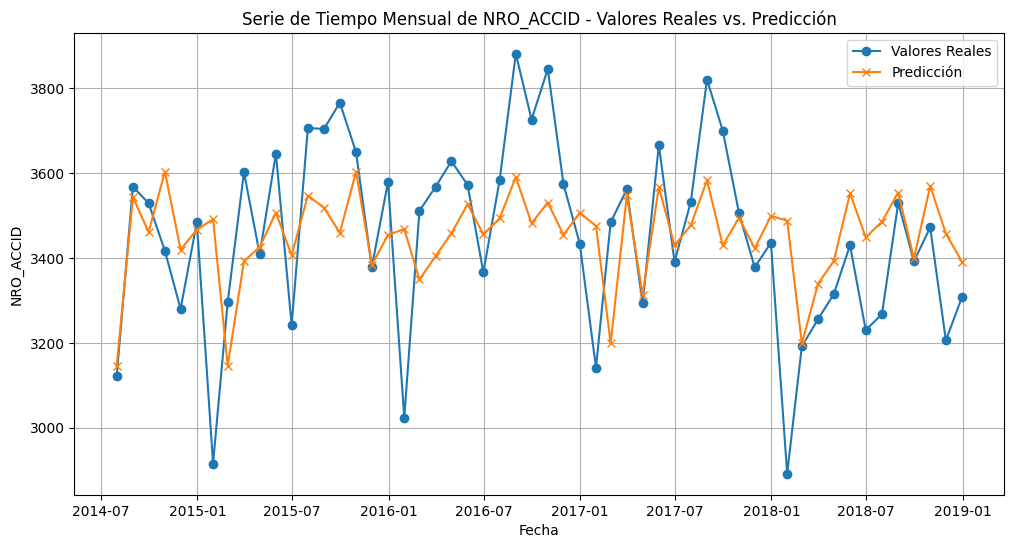 Serie de Tiempo Mensual de NRO_ACCID - Valores Reales vs. Predicción
Valores Reales
Predicción
3800
3600
3400
3200
3000
NRO_ACCID
2014-07 2015-01 2015-07 2016-01 2016-07 2017-01 2017-07 2018-01 2018-07 2019-01
Fecha